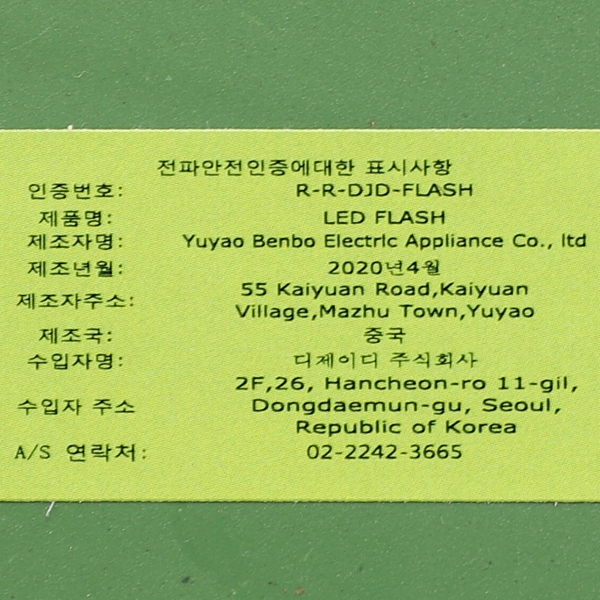 전파안전인증에대한 표시사항
인증번호: R-R-DJD-FLASH
제품명: LED FLASH
제조자명: Yuyao Benbo Electric Appliance Co., ltd
제조년월: 2020년4월
제조자주소: 55 Kaiyuan Road,Kaiyuan
Village,Mazhu Town,Yuyao
제조국: 중국
수입자명: 디제이디 주식회사
수입자 주소 2F,26, Hancheon-ro 11-gil,
Dongdaemun-gu, Seoul,
Republic of Korea
A/S 연락처: 02-2242-3665